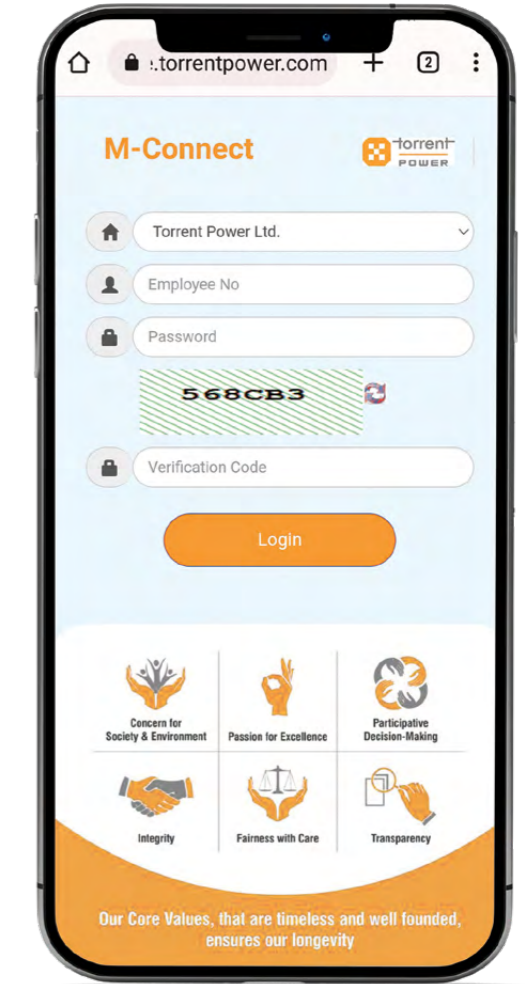 :.torrentpower.com
2
M-Connect
torrent
POWER
Torrent Power Ltd.
Employee No
Password
568CB3
Verification Code
Login
Concern for
Society & Environment
Passion for Excellence
Participative
Decision-Making
Integrity
Fairness with Care
Transparency
Our Core Values, that are timeless and well founded,
ensures our longevity